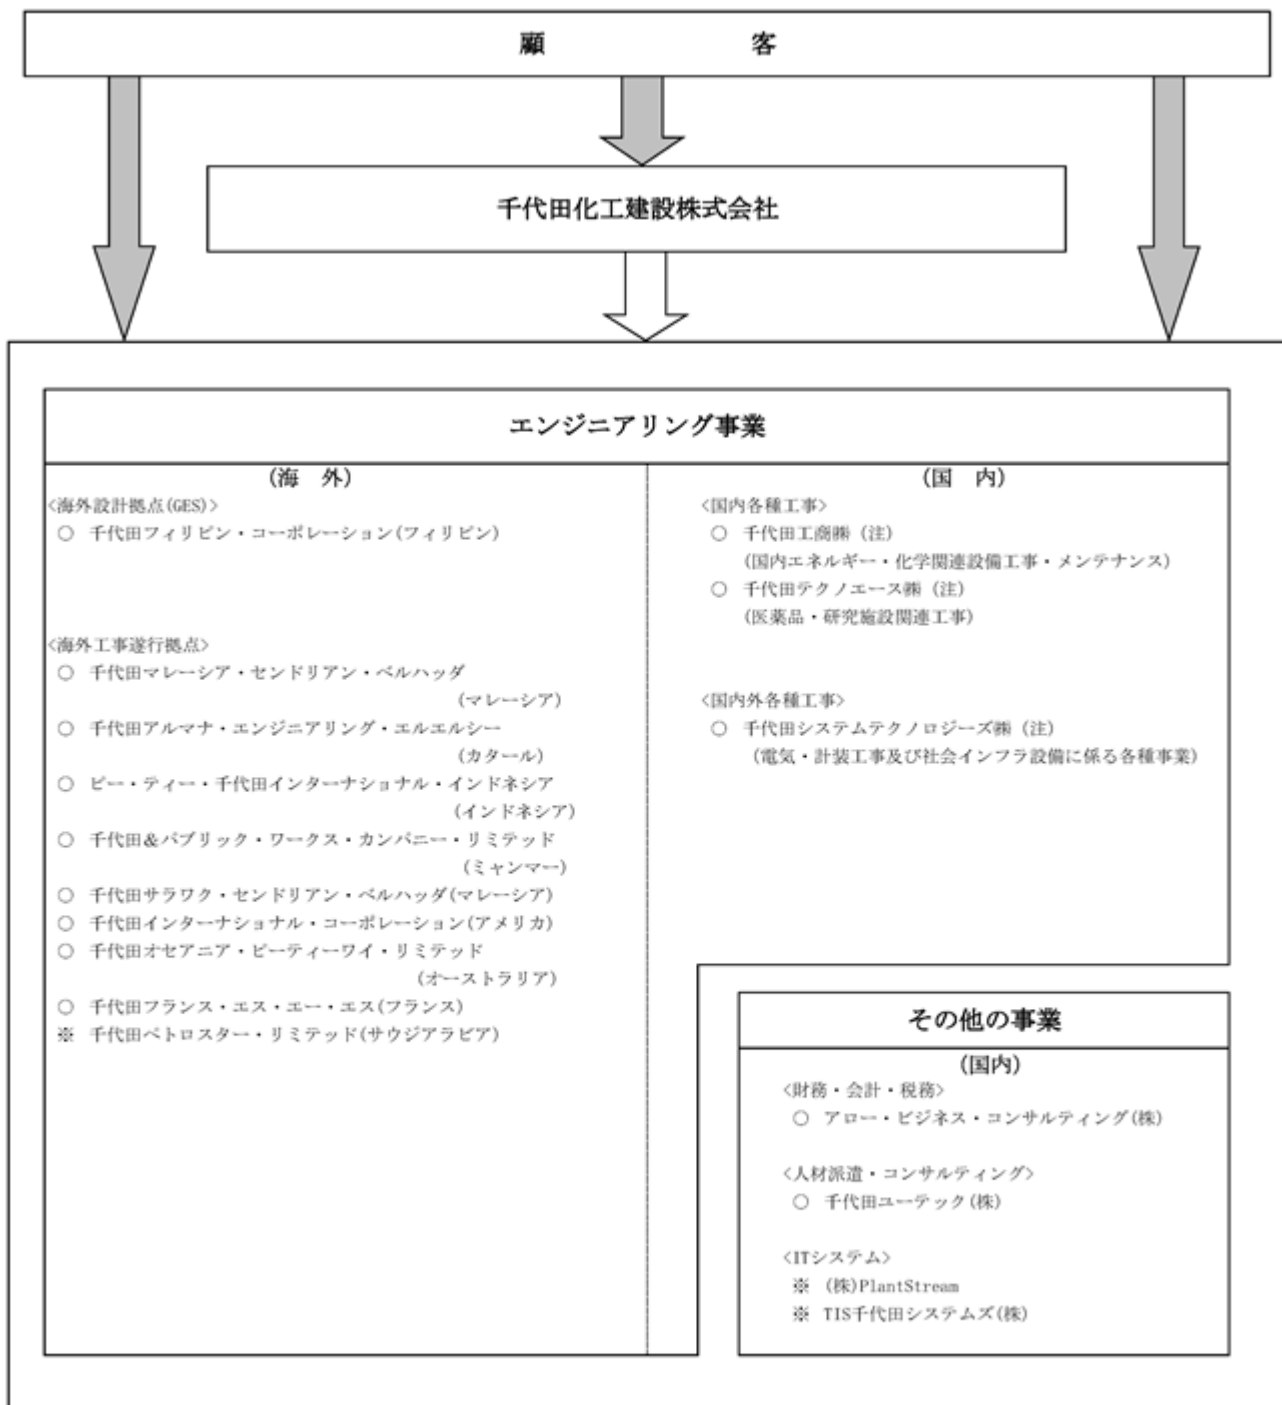 顧　　　　　　客
千代田化工建設株式会社
エンジニアリング事業
(海　外)
<海外設計拠点(GES)>
○ 千代田フィリピン・コーポレーション(フィリピン)
<海外工事遂行拠点>
○ 千代田マレーシア・センドリアン・ベルハッダ
(マレーシア)
○ 千代田アルマナ・エンジニアリング・エルエルシー
(カタール)
○ ピー・ティー・千代田インターナショナル・インドネシア
(インドネシア)
○ 千代田&パブリック・ワークス・カンパニー・リミテッド
(ミャンマー)
○ 千代田サラワク・センドリアン・ベルハッダ(マレーシア)
○ 千代田インターナショナル・コーポレーション(アメリカ)
○ 千代田オセアニア・ピーティーワイ・リミテッド
(オーストラリア)
○ 千代田フランス・エス・エー・エス(フランス)
※ 千代田ペトロスター・リミテッド(サウジアラビア)
(国　内)
<国内各種工事>
○ 千代田工商㈱ (注)
(国内エネルギー・化学関連設備工事・メンテナンス)
○ 千代田テクノエース㈱ (注)
(医薬品・研究施設関連工事)
<国内外各種工事>
○ 千代田システムテクノロジーズ㈱ (注)
(電気・計装工事及び社会インフラ設備に係る各種事業)
その他の事業
(国内)
<財務・会計・税務>
○ アロー・ビジネス・コンサルティング(株)
<人材派遣・コンサルティング>
○ 千代田ユーテック(株)
<ITシステム>
※ (株)PlantStream
※ TIS千代田システムズ(株)